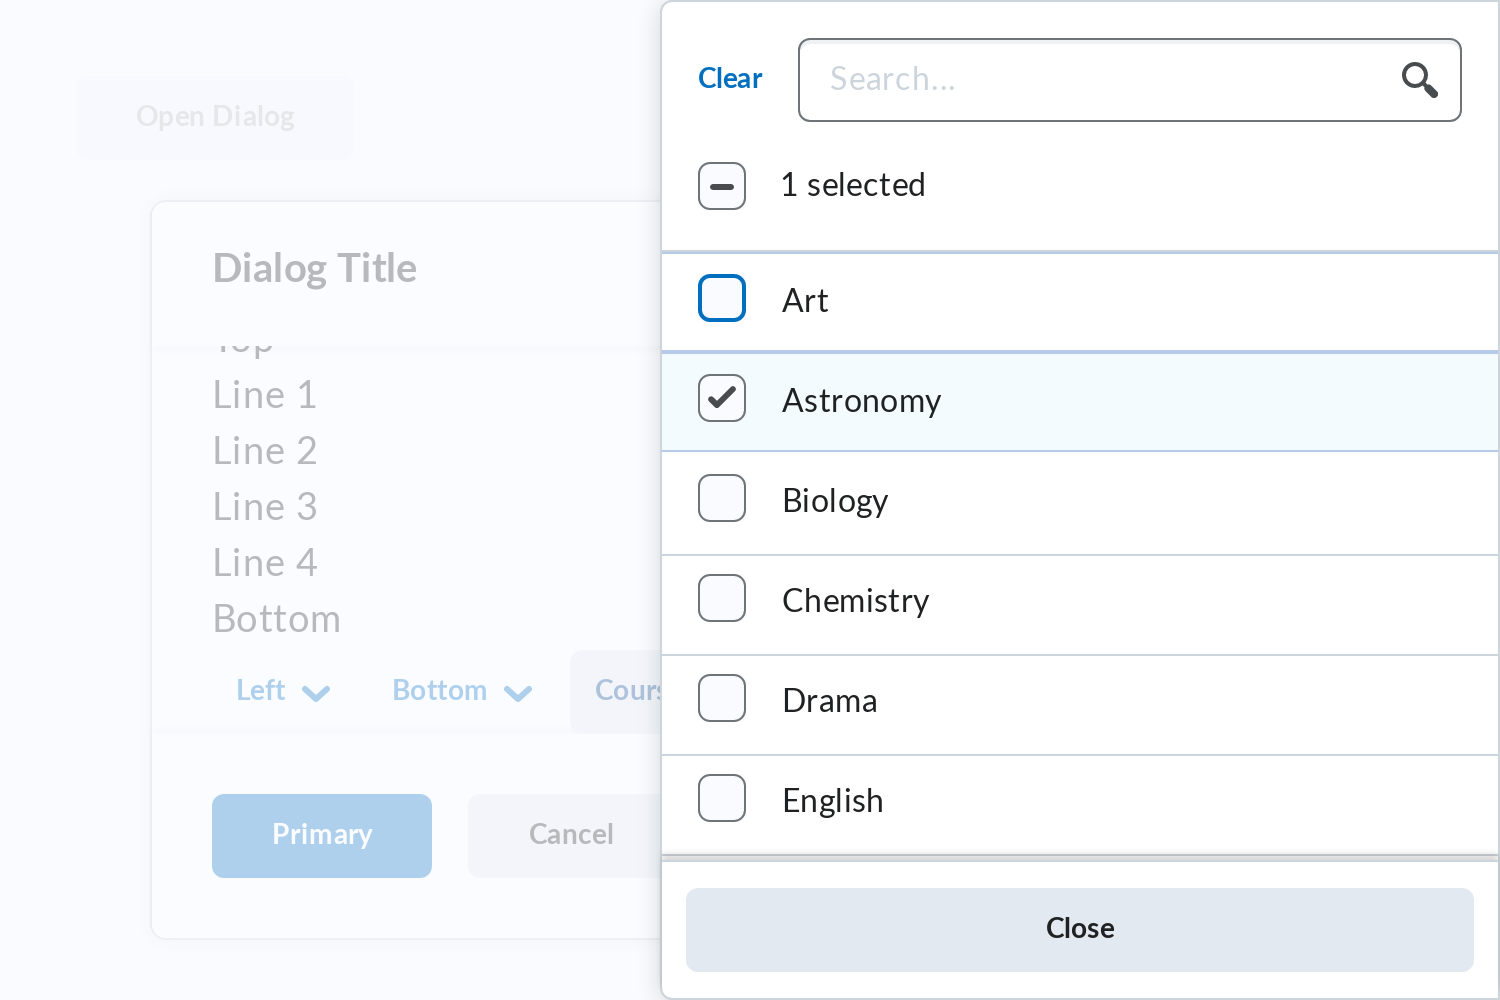 Open Dialog
Dialog Title
Top
Line 1
Line 2
Line 3
Line 4
Bottom
Left
Bottom
Primary
Cancel
Clear
Search...
1 selected
Art
Astronomy
Biology
Chemistry
Drama
English
Close